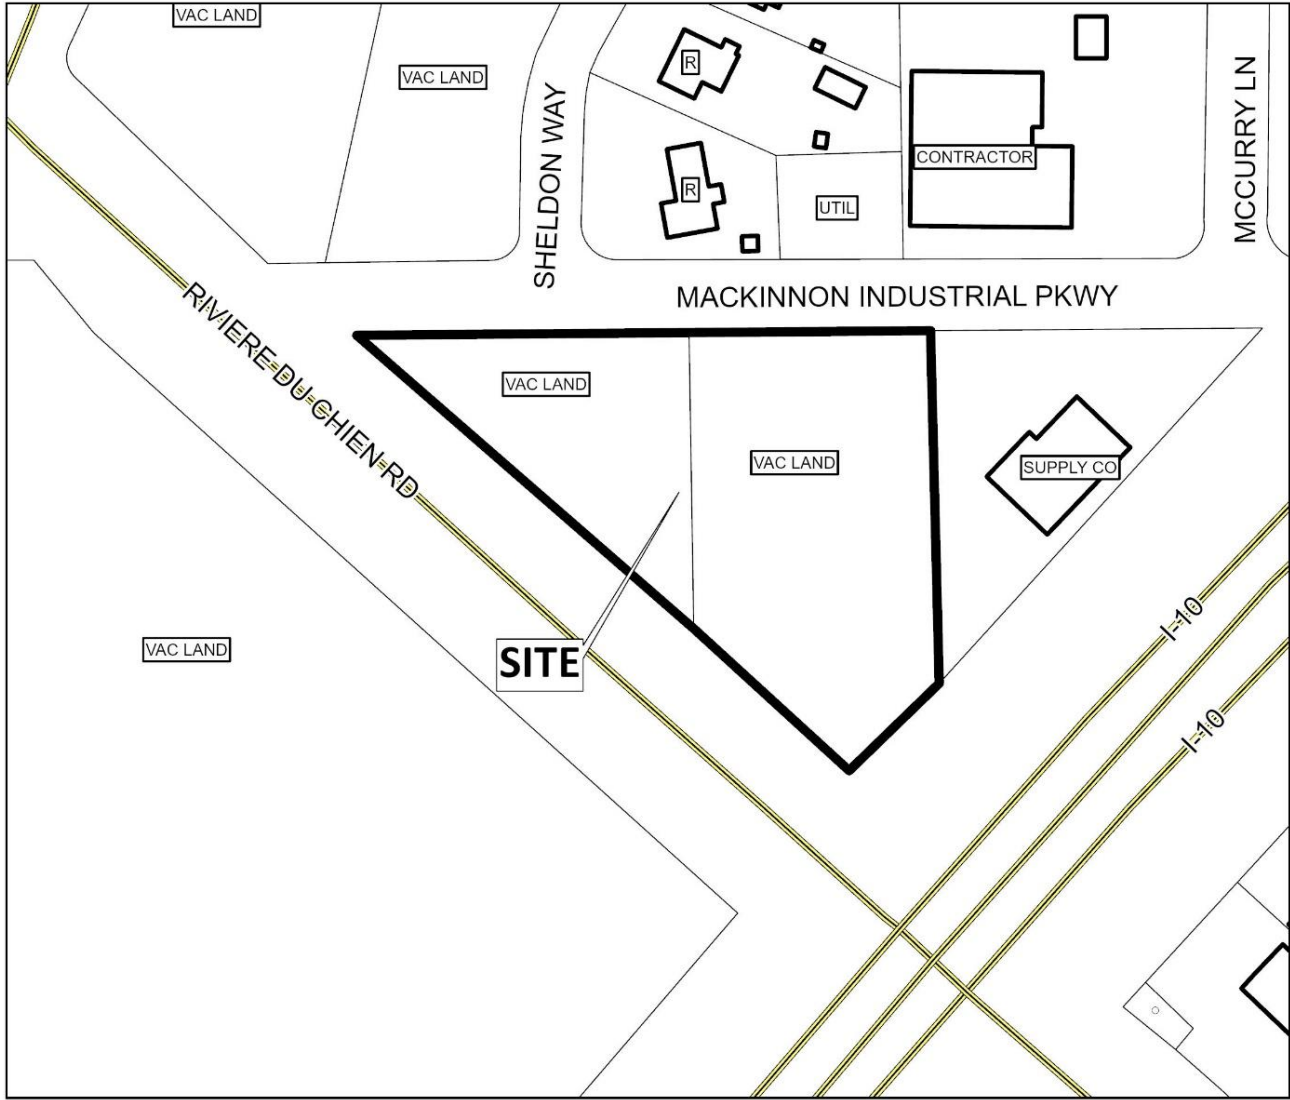 VAC LAND
VAC LAND
R
SHELDON WAY
MCCURRY LN
CONTRACTOR
R
UTIL
MACKINNON INDUSTRIAL PKWY
RIVIERE DU CHIEN RD
VAC LAND
VAC LAND
SUPPLY CO
I-10
VAC LAND
SITE
I-10